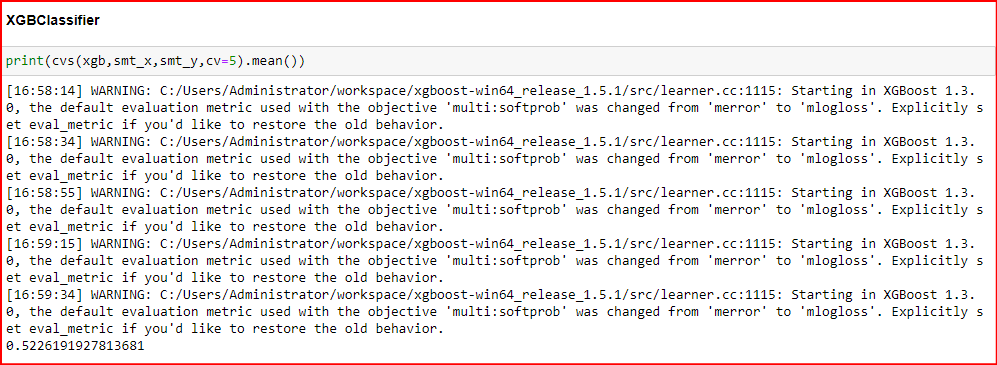 XGBClassifier
print(cvs(xgb,smt_x,smt_y,cv=5).mean())
[16:58:14] WARNING: C:/Users/Administrator/workspace/xgboost-win64_release_1.5.1/src/learner.cc:1115: Starting in XGBoost 1.3.
0, the default evaluation metric used with the objective 'multi:softprob' was changed from 'merror' to 'mlogloss'. Explicitly s
et eval_metric if you'd like to restore the old behavior.
[16:58:34] WARNING: C:/Users/Administrator/workspace/xgboost-win64_release_1.5.1/src/learner.cc:1115: Starting in XGBoost 1.3.
0, the default evaluation metric used with the objective 'multi:softprob' was changed from 'merror' to 'mlogloss'. Explicitly s
et eval_metric if you'd like to restore the old behavior.
[16:58:55] WARNING: C:/Users/Administrator/workspace/xgboost-win64_release_1.5.1/src/learner.cc:1115: Starting in XGBoost 1.3.
0, the default evaluation metric used with the objective 'multi:softprob' was changed from 'merror' to 'mlogloss'. Explicitly s
et eval_metric if you'd like to restore the old behavior.
[16:59:15] WARNING: C:/Users/Administrator/workspace/xgboost-win64_release_1.5.1/src/learner.cc:1115: Starting in XGBoost 1.3.
0, the default evaluation metric used with the objective 'multi:softprob' was changed from 'merror' to 'mlogloss'. Explicitly s
et eval_metric if you'd like to restore the old behavior.
[16:59:34] WARNING: C:/Users/Administrator/workspace/xgboost-win64_release_1.5.1/src/learner.cc:1115: Starting in XGBoost 1.3.
0, the default evaluation metric used with the objective 'multi:softprob' was changed from 'merror' to 'mlogloss'. Explicitly s
et eval_metric if you'd like to restore the old behavior.
0.5226191927813681